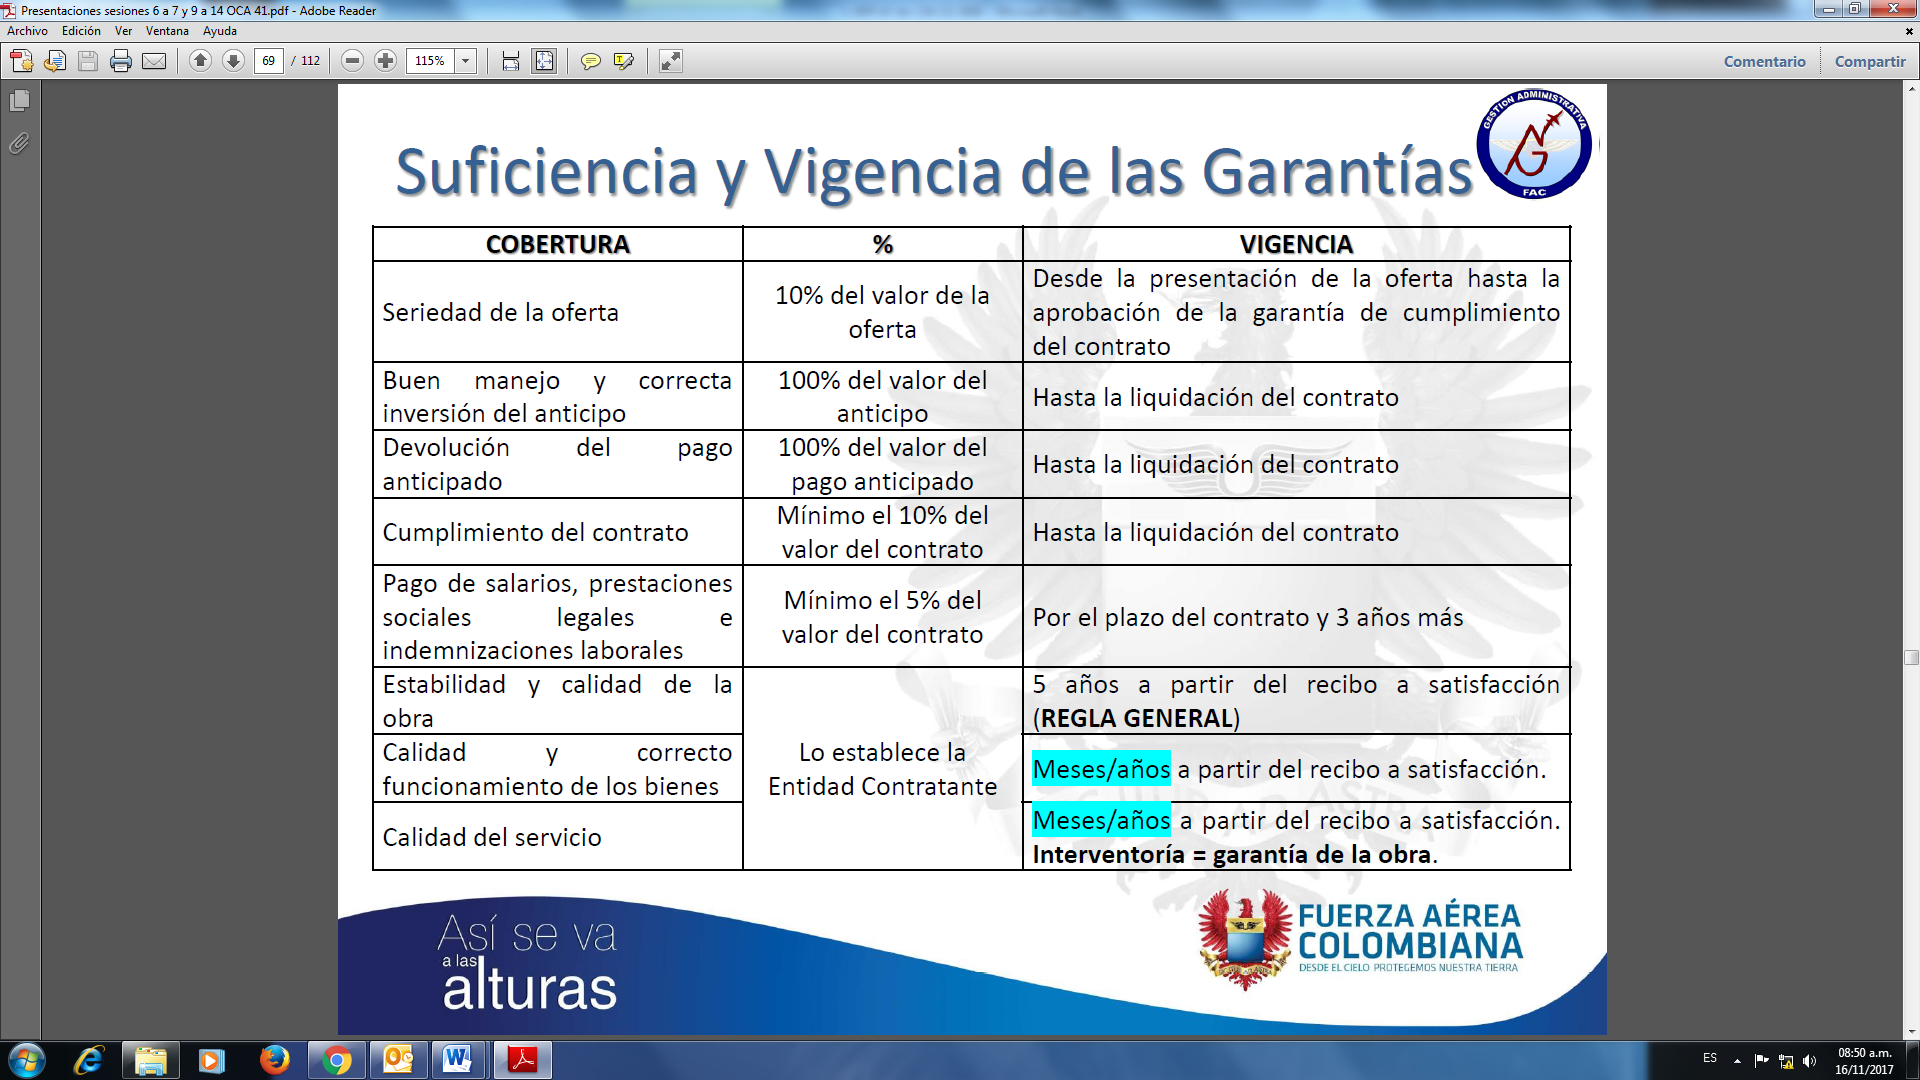 Presentaciones sesiones 6 a 7 y 9 a 14 OCA 41.pdf - Adobe Reader
Archivo Edición Ver Ventana Ayuda
69 / 112 115% Comentario Compartir
GESTION ADMINISTRATIVA
FAC
Suficiencia y Vigencia de las Garantías
COBERTURA % VIGENCIA
Seriedad de la oferta
10% del valor de la
oferta
Desde la presentación de la oferta hasta la
aprobación de la garantía de cumplimiento
del contrato
Buen manejo y correcta
inversión del anticipo
100% del valor del
anticipo
Hasta la liquidación del contrato
Devolución del pago
anticipado
100% del valor del
pago anticipado
Hasta la liquidación del contrato
Cumplimiento del contrato
Mínimo el 10% del
valor del contrato
Hasta la liquidación del contrato
Pago de salarios, prestaciones
sociales legales e
indemnizaciones laborales
Mínimo el 5% del
valor del contrato
Por el plazo del contrato y 3 años más
Estabilidad y calidad de la
obra
Lo establece la
Entidad Contratante
5 años a partir del recibo a satisfacción
(REGLA GENERAL)
Calidad y correcto
funcionamiento de los bienes
Meses/años a partir del recibo a satisfacción.
Calidad del servicio
Meses/años a partir del recibo a satisfacción.
Interventoría = garantía de la obra.
Así se va
a las
alturas
FUERZA AÉREA
COLOMBIANA
DESDE EL CIELO PROTEGEMOS NUESTRA TIERRA
ES
08:50 a.m.
16/11/2017